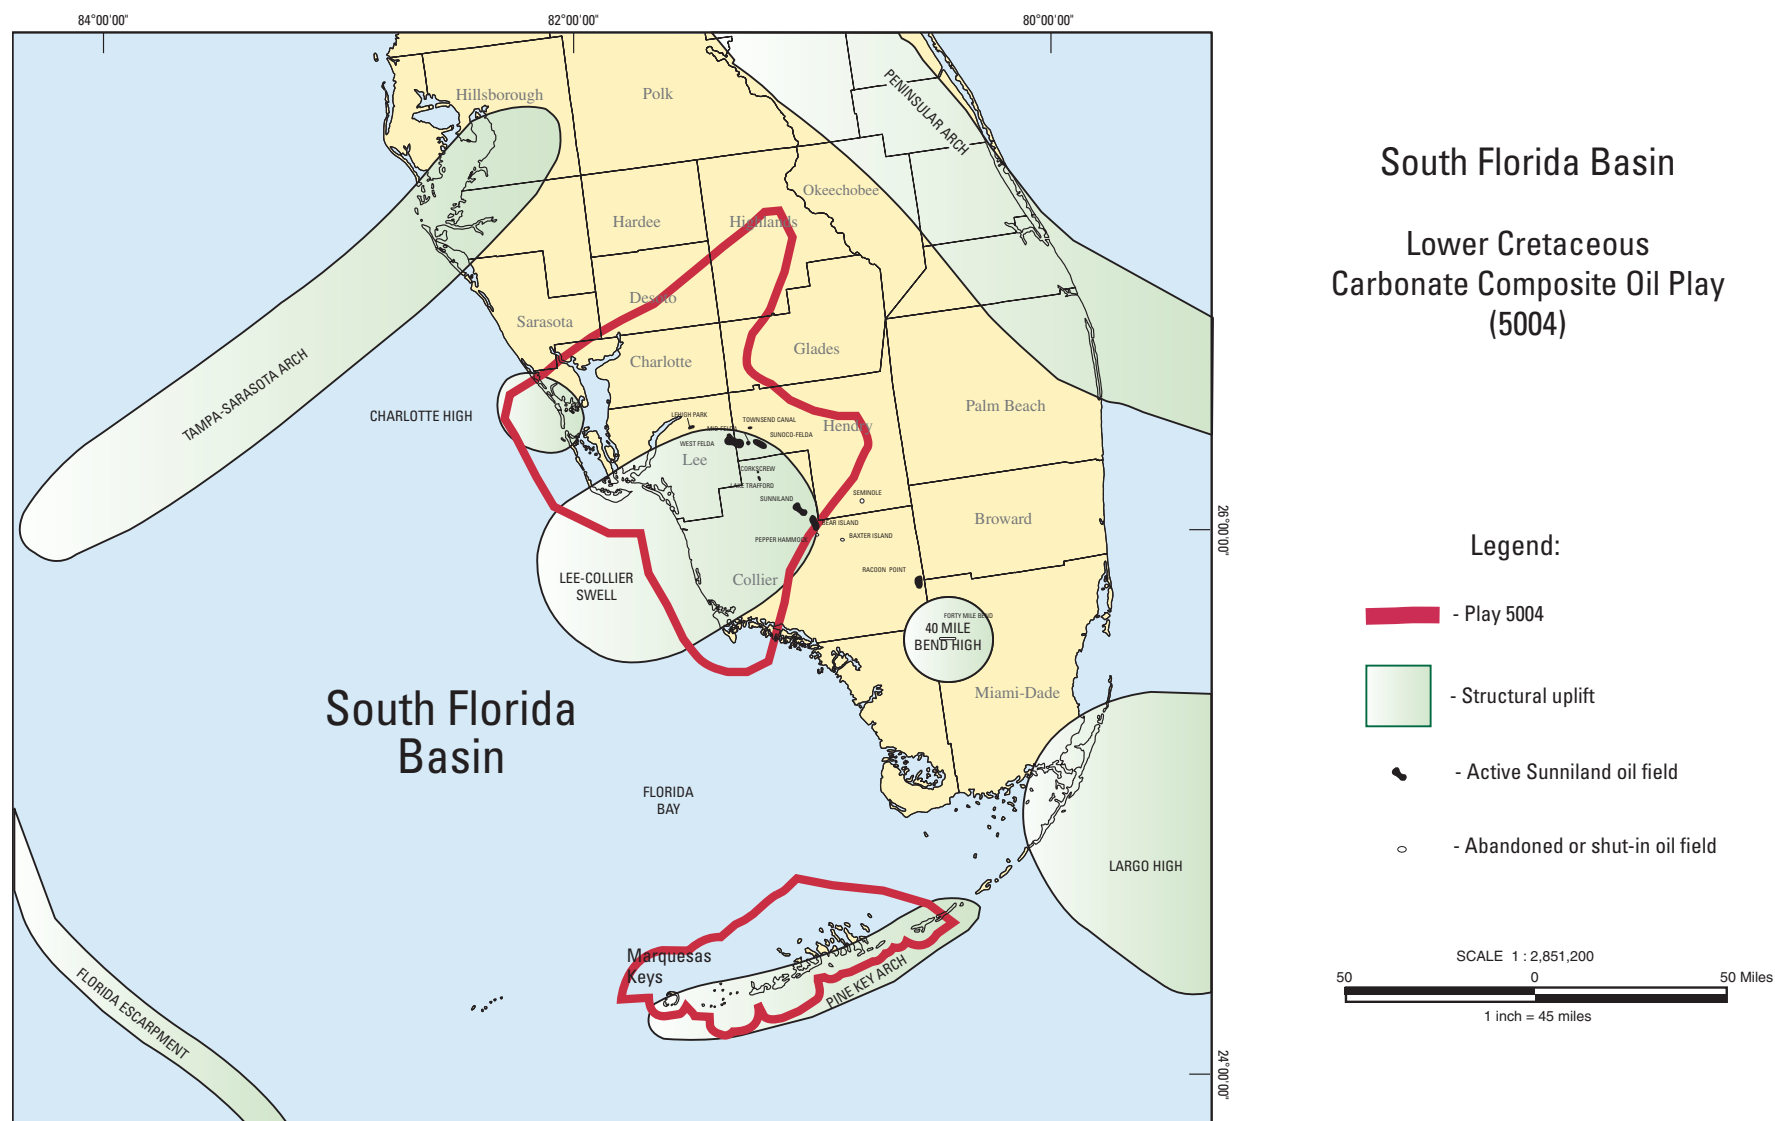 84°00'00"
82°00'00"
80°00'00"
Hillsborough
Polk
PENINSULAR ARCH
Okeechobee
Hardee
Highlands
Desoto
Sarasota
Charlotte
Glades
TAMPA-SARASOTA ARCH
CHARLOTTE HIGH
Palm Beach
LEHIGH PARK
TOWNSEND CANAL
MID-FELDA
SUNOCO-FELDA
WEST FELDA
Hendry
Lee
CORKSCREW
LAKE TRAFFORD
SUNNILAND
SEMINOLE
BEAR ISLAND
PEPPER HAMMOCK
BAXTER ISLAND
Broward
26°00'00"
RACOON POINT
LEE-COLLIER
SWELL
Collier
FORTY MILE BEND
40 MILE
BEND HIGH
Miami-Dade
South Florida
Basin
FLORIDA
BAY
LARGO HIGH
Marquesas
Keys
PINE KEY ARCH
FLORIDA ESCARPMENT
24°00'00"
South Florida Basin
Lower Cretaceous
Carbonate Composite Oil Play
(5004)
Legend:
- Play 5004
- Structural uplift
- Active Sunniland oil field
- Abandoned or shut-in oil field
SCALE 1 : 2,851,200
50 0 50 Miles
1 inch = 45 miles